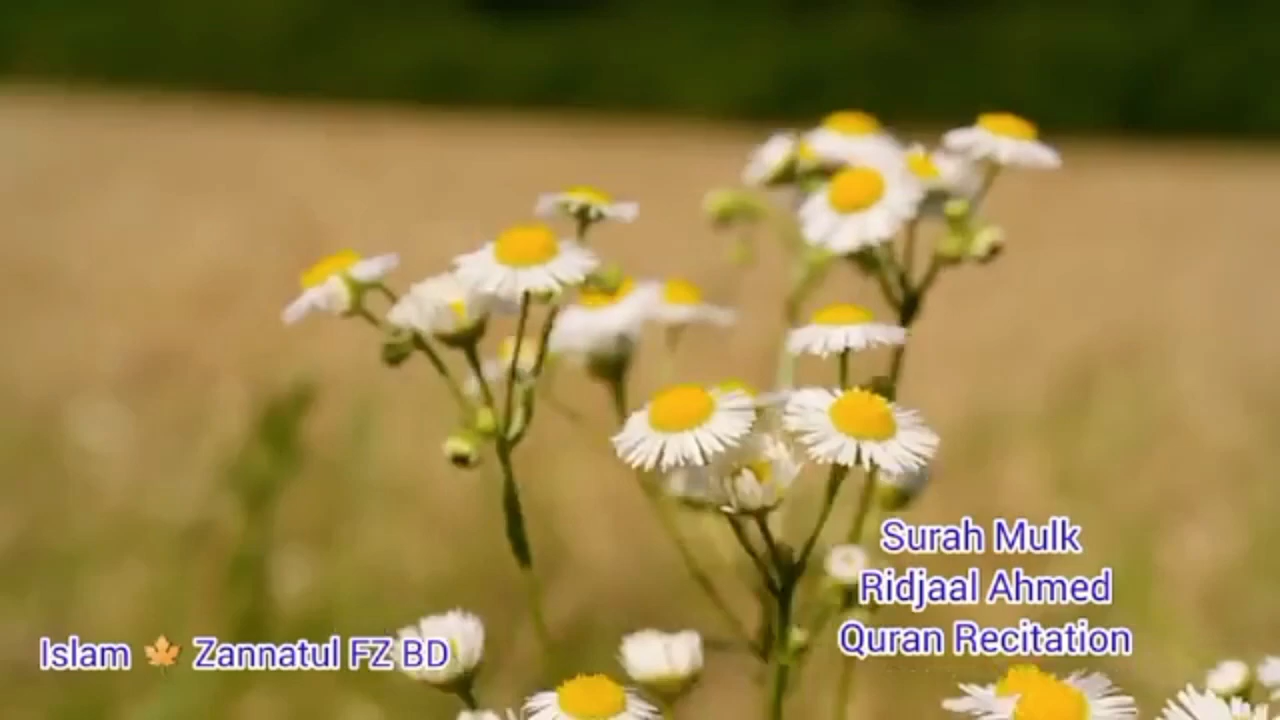 Surah Mulk
Ridjaal Ahmed
Quran Recitation
Islam 🍁 Zannatul FZ BD